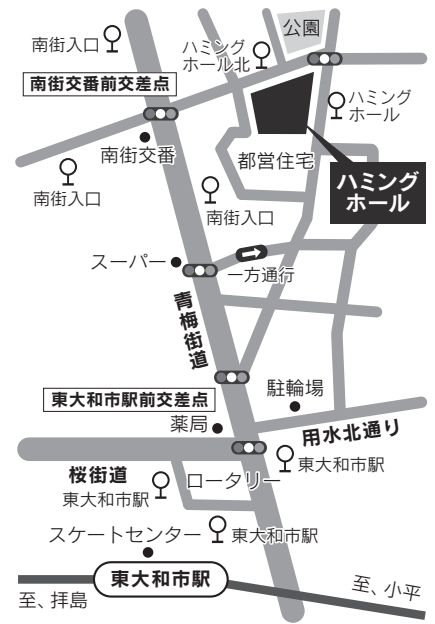 公園
南街入口
ハミング
ホール北
南街交番前交差点
ハミング
ホール
南街交番
都営住宅
南街入口
ハミング
ホール
南街入口
スーパー
一方通行
青梅街道
駐輪場
東大和市駅前交差点
薬局
用水北通り
東大和市駅
桜街道
ロータリー
東大和市駅
スケートセンター
東大和市駅
東大和市駅
至、拝島
至、小平